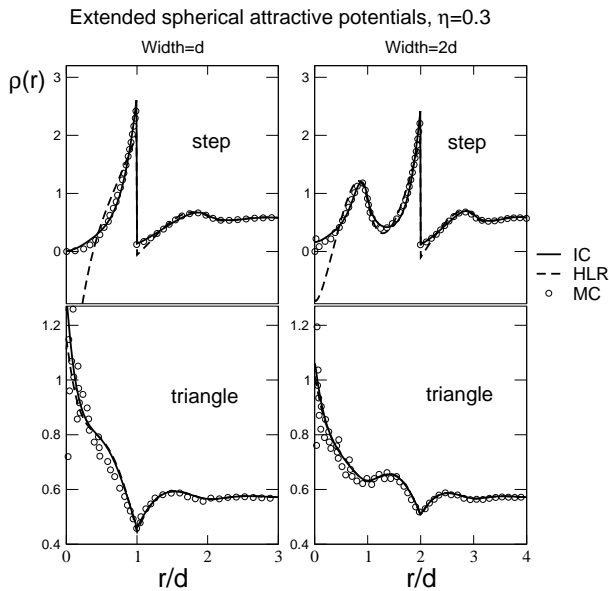 Extended spherical attractive potentials, η=0.3
Width=d
Width=2d
ρ(r)
3
2
1
0
step
3
2
1
0
step
IC
HLR
MC
1.2
1
0.8
0.6
0.4
triangle
1.2
1
0.8
0.6
0.4
triangle
0 1 2 3
0 1 2 3 4
r/d
r/d